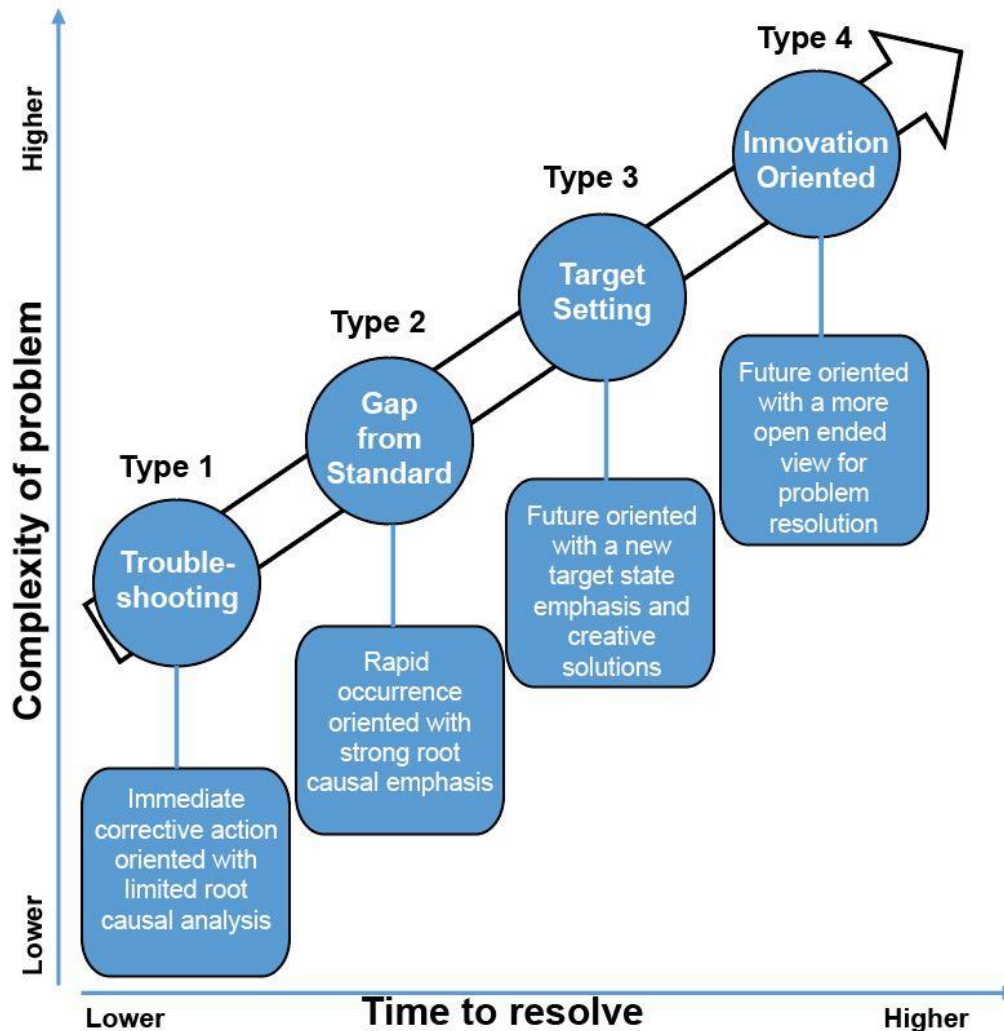 Type 4
Higher
Innovation
Oriented
Type 3
Target
Setting
Type 2
Gap
from
Standard
Type 1
Trouble-
shooting
Future oriented
with a more
open ended
view for
problem
resolution
Future oriented
with a new
target state
emphasis and
creative
solutions
Rapid
occurrence
oriented with
strong root
causal emphasis
Immediate
corrective action
oriented with
limited root
causal analysis
Complexity of problem
Lower
Lower
Time to resolve
Higher